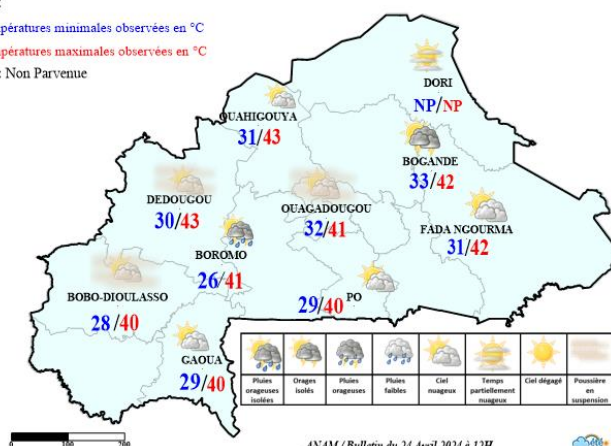 pératures minimales observées en °C
pératures maximales observées en °C
: Non Parvenue
DORI
NP/NP
OUAHIGOUYA
31/43
BOGANDE
33/42
DEDOUGOU
30/43
OUAGADOUGOU
32/41
FADA NGOURMA
31/42
BOROMO
26/41
BOBO-DIOULASSO
28/40
PO
29/40
GAOUA
29/40
Pluies orageuses isolées
Orages isolés
Pluies orageuses
Pluies faibles
Ciel nuageux
Temps partiellement nuageux
Ciel dégagé
Poussière en suspension
ANAM / Bulletin du 24 Avril 2024 à 12H